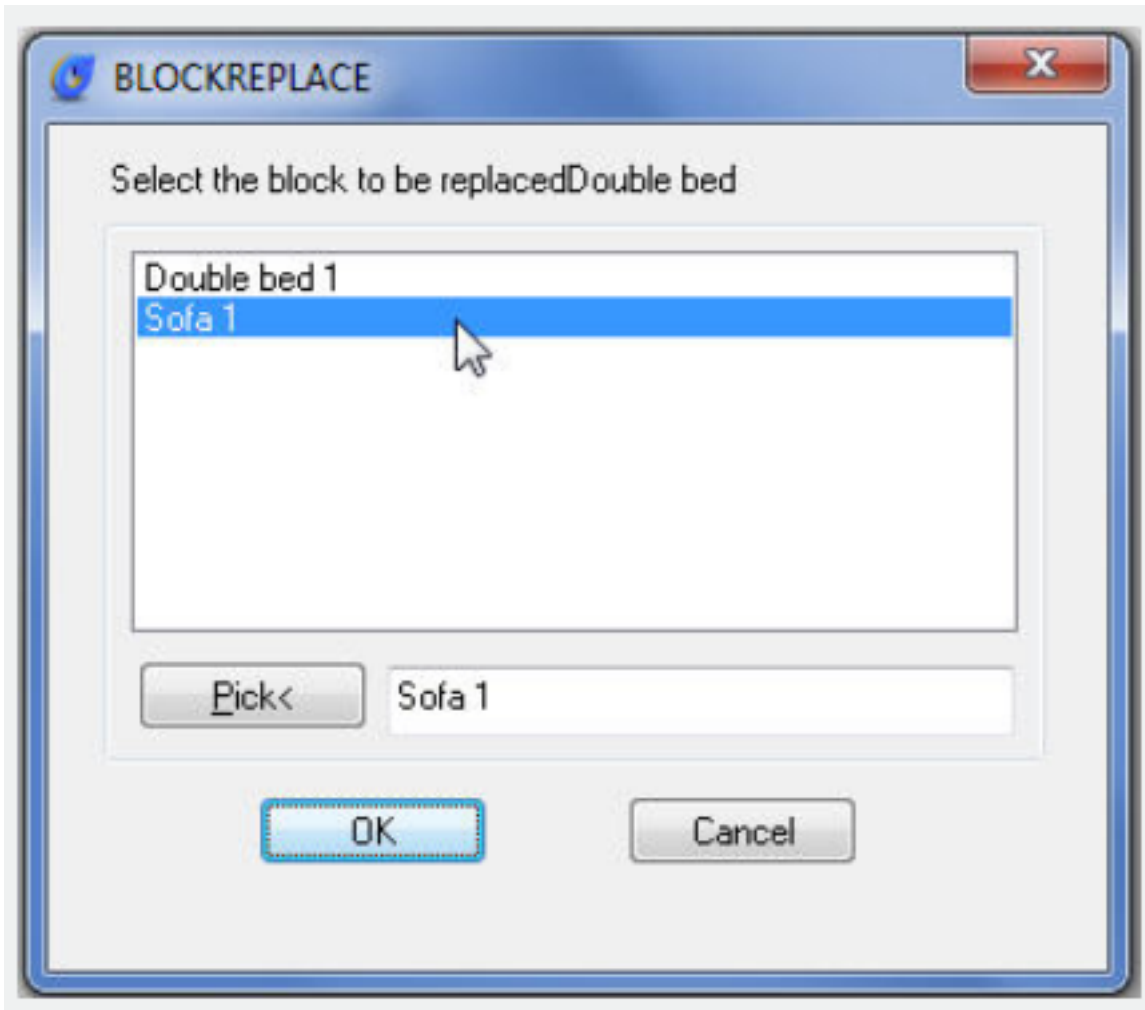 BLOCKREPLACE
Select the block to be replacedDouble bed
Double bed 1
Sofa 1
Pick<
Sofa 1
OK
Cancel